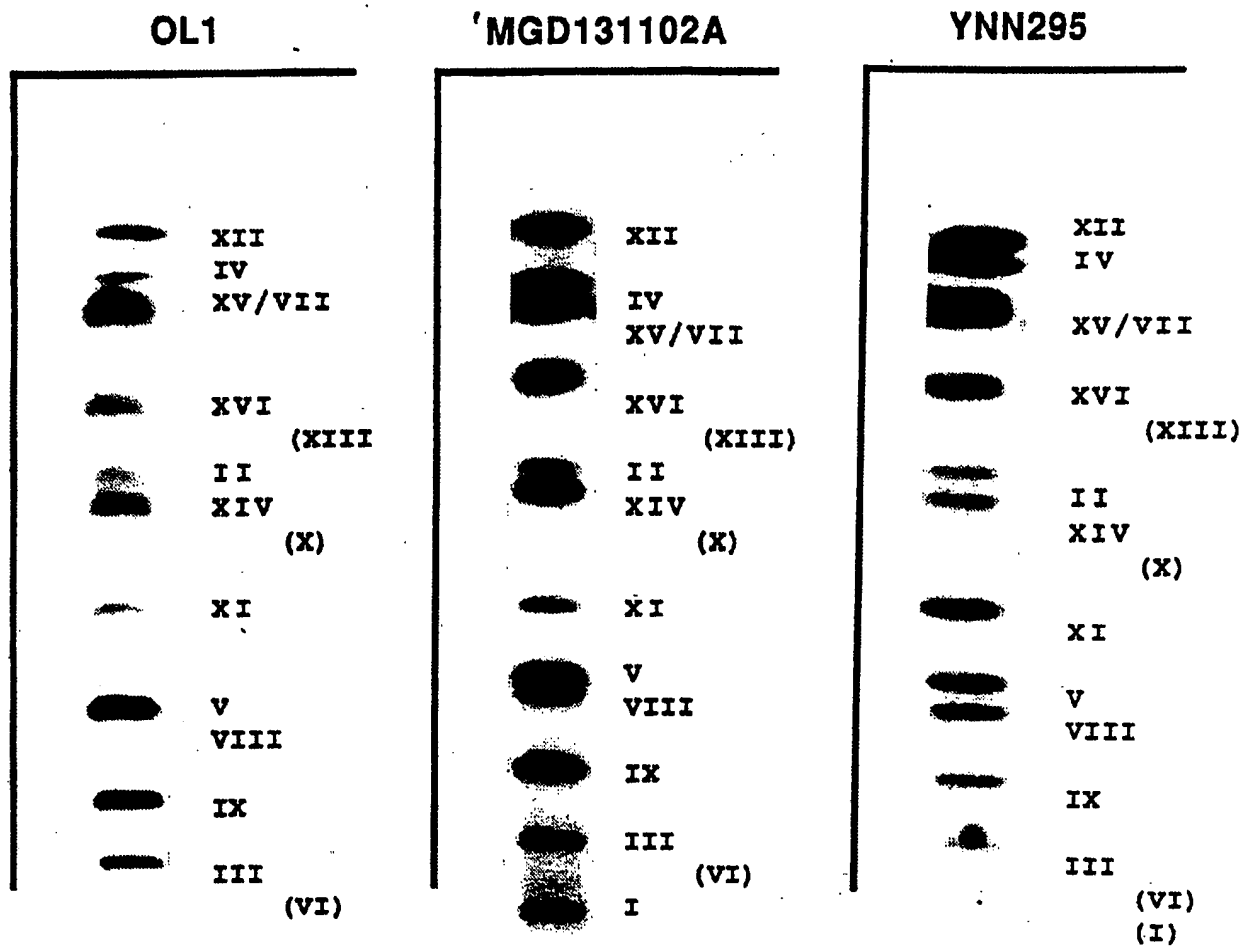 OL1
XII
IV
XV/VII
XVI
(XIII
II
XIV
(X)
XI
V
VIII
IX
III
(VI)
'MGD131102A
XII
IV
XV/VII
XVI
(XIII)
II
XIV
(X)
XI
V
VIII
IX
III
(VI)
I
YNN295
XII
IV
XV/VII
XVI
(XIII)
II
XIV
(X)
XI
V
VIII
IX
III
(VI)
(I)